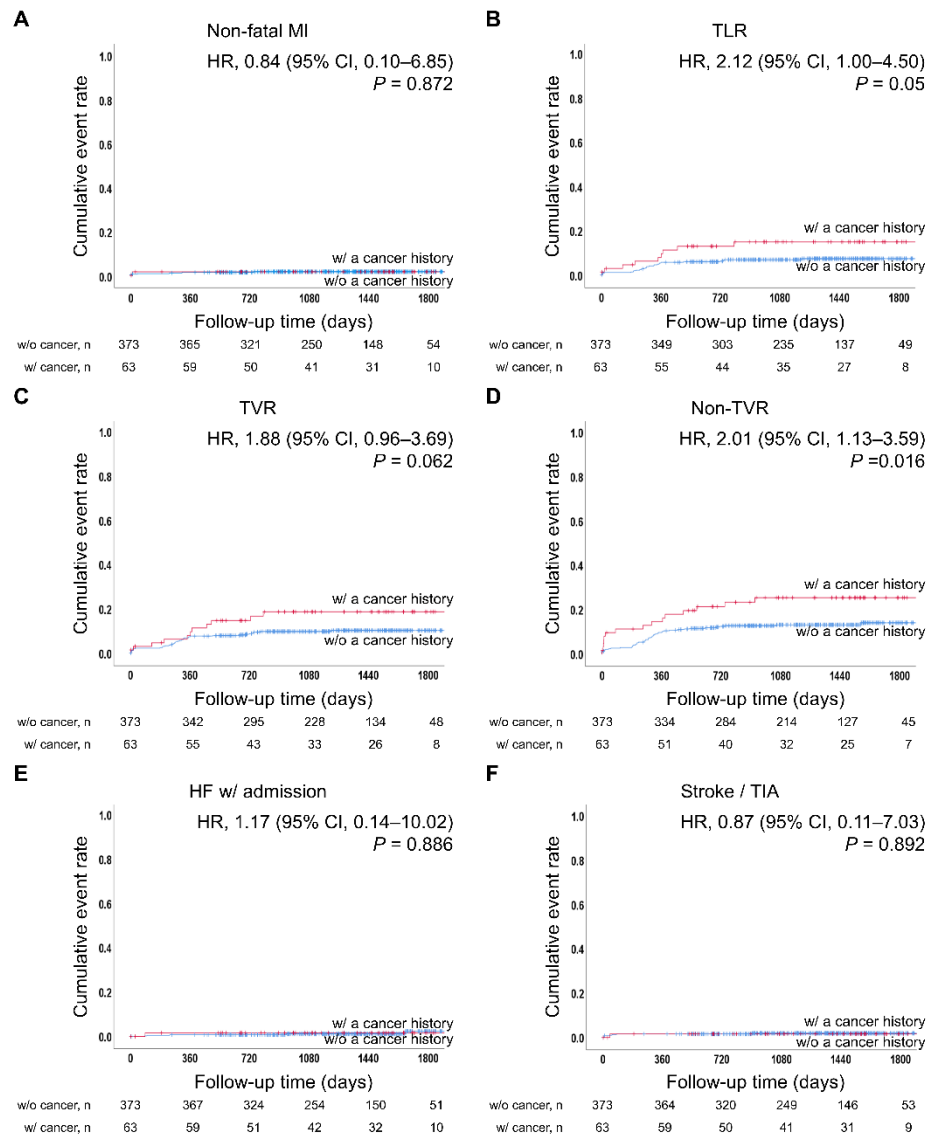 A
Non-fatal MI
HR, 0.84 (95% CI, 0.10–6.85)
P = 0.872
Cumulative event rate
1.0
0.8
0.6
0.4
0.2
0.0
w/ a cancer history
w/o a cancer history
0 360 720 1080 1440 1800
Follow-up time (days)
w/o cancer, n 373 365 321 250 148 54
w/ cancer, n 63 59 50 41 31 10
B
TLR
HR, 2.12 (95% CI, 1.00–4.50)
P = 0.05
Cumulative event rate
1.0
0.8
0.6
0.4
0.2
0.0
w/ a cancer history
w/o a cancer history
0 360 720 1080 1440 1800
Follow-up time (days)
w/o cancer, n 373 349 303 235 137 49
w/ cancer, n 63 55 44 35 27 8
C
TVR
HR, 1.88 (95% CI, 0.96–3.69)
P = 0.062
Cumulative event rate
1.0
0.8
0.6
0.4
0.2
0.0
w/ a cancer history
w/o a cancer history
0 360 720 1080 1440 1800
Follow-up time (days)
w/o cancer, n 373 342 295 228 134 48
w/ cancer, n 63 55 43 33 26 8
D
Non-TVR
HR, 2.01 (95% CI, 1.13–3.59)
P =0.016
Cumulative event rate
1.0
0.8
0.6
0.4
0.2
0.0
w/ a cancer history
w/o a cancer history
0 360 720 1080 1440 1800
Follow-up time (days)
w/o cancer, n 373 334 284 214 127 45
w/ cancer, n 63 51 40 32 25 7
E
HF w/ admission
HR, 1.17 (95% CI, 0.14–10.02)
P = 0.886
Cumulative event rate
1.0
0.8
0.6
0.4
0.2
0.0
w/ a cancer history
w/o a cancer history
0 360 720 1080 1440 1800
Follow-up time (days)
w/o cancer, n 373 367 324 254 150 51
w/ cancer, n 63 59 51 42 32 10
F
Stroke / TIA
HR, 0.87 (95% CI, 0.11–7.03)
P = 0.892
Cumulative event rate
1.0
0.8
0.6
0.4
0.2
0.0
w/ a cancer history
w/o a cancer history
0 360 720 1080 1440 1800
Follow-up time (days)
w/o cancer, n 373 364 320 249 146 53
w/ cancer, n 63 59 50 41 31 9